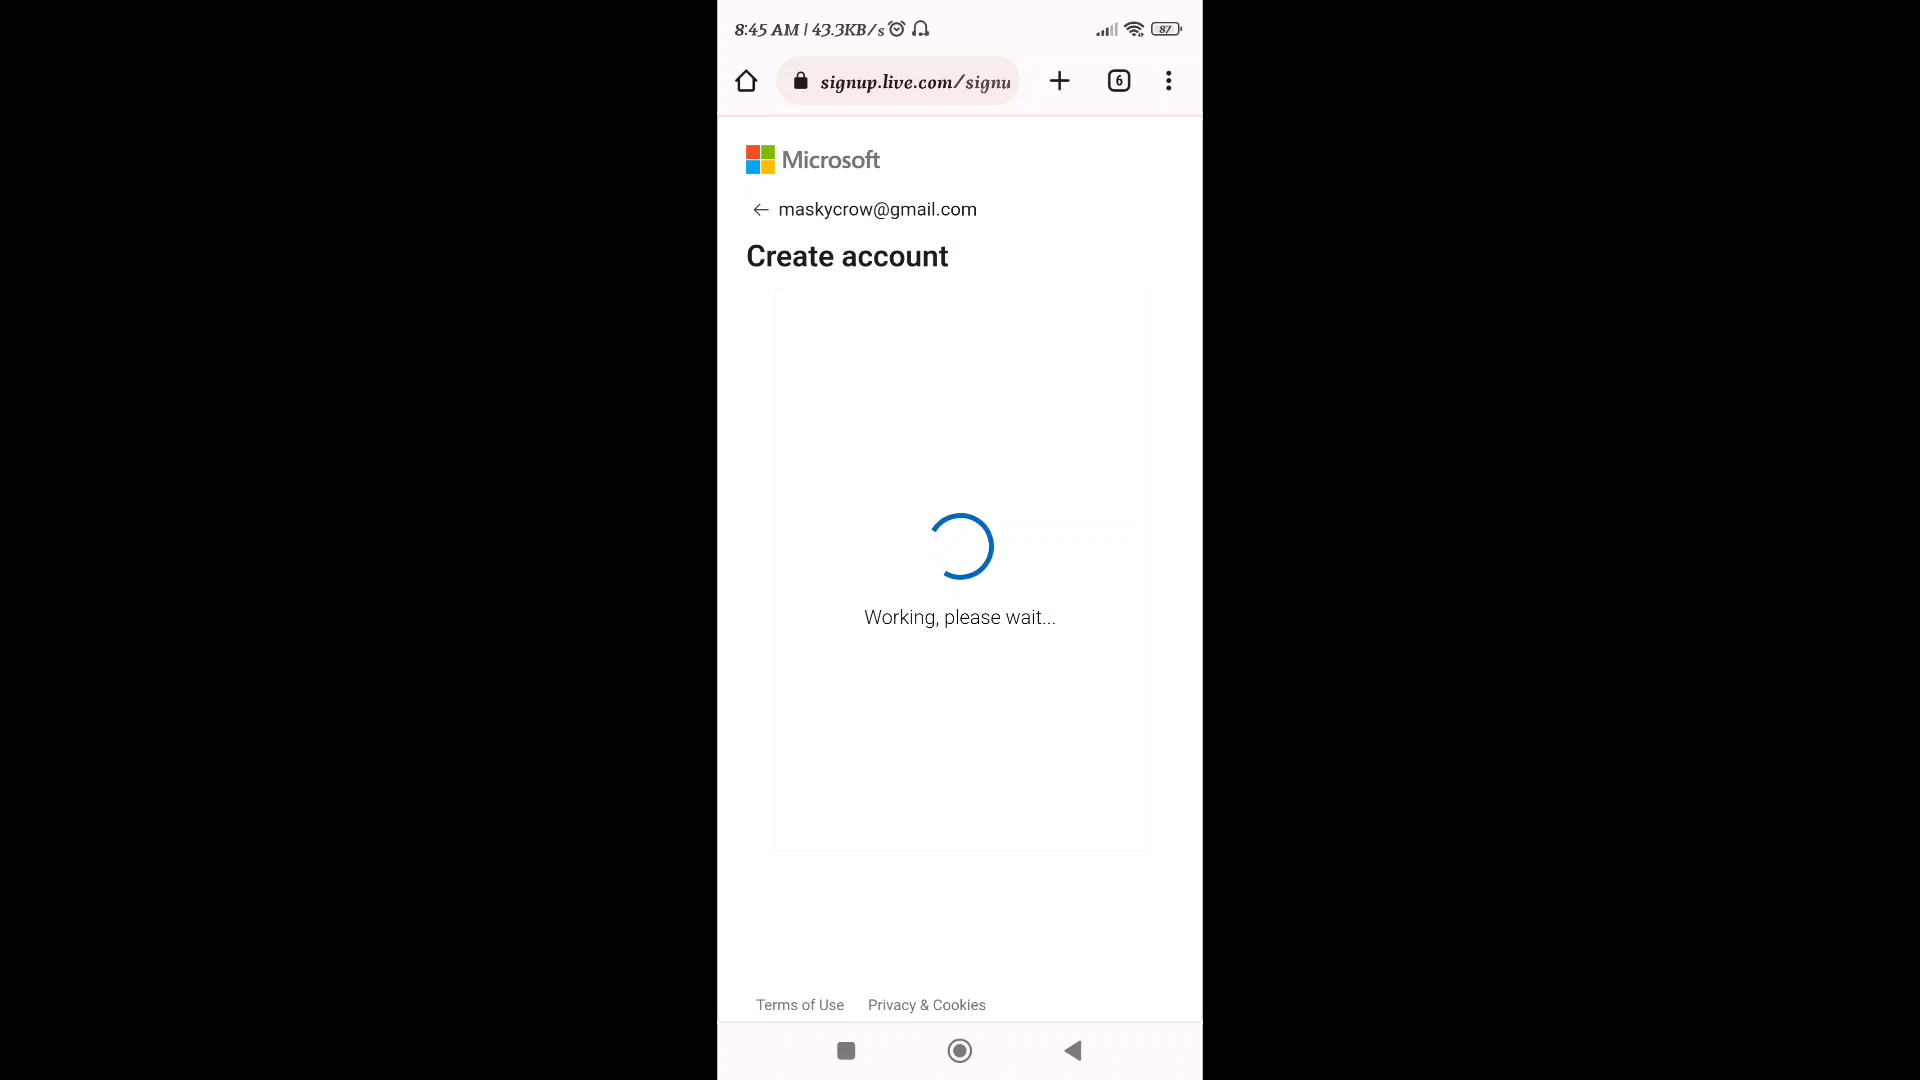 8:45 AM | 43.3KB/s 87
signup.live.com/signu 6
Microsoft
maskycrow@gmail.com
Create account
Working, please wait...
Terms of Use Privacy & Cookies